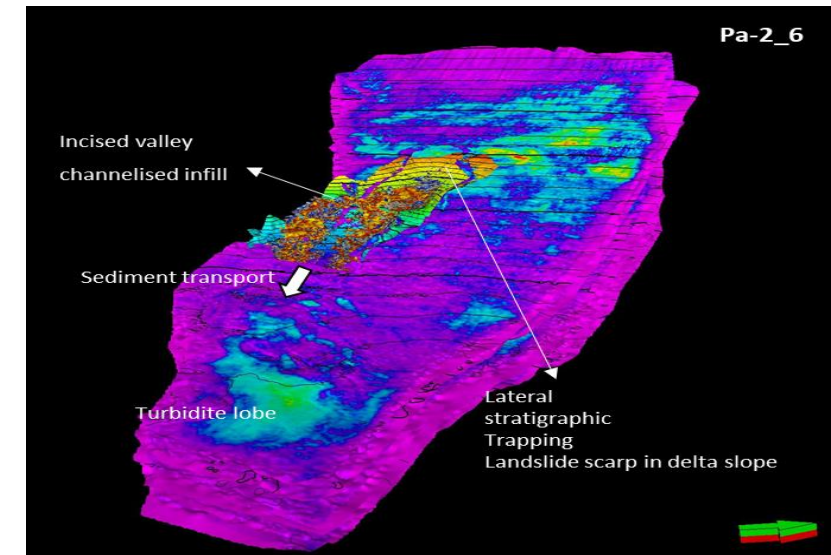 Pa-2_6
Incised valley
channelised infill
Sediment transport
Turbidite lobe
Lateral
stratigraphic
Trapping
Landslide scarp in delta slope